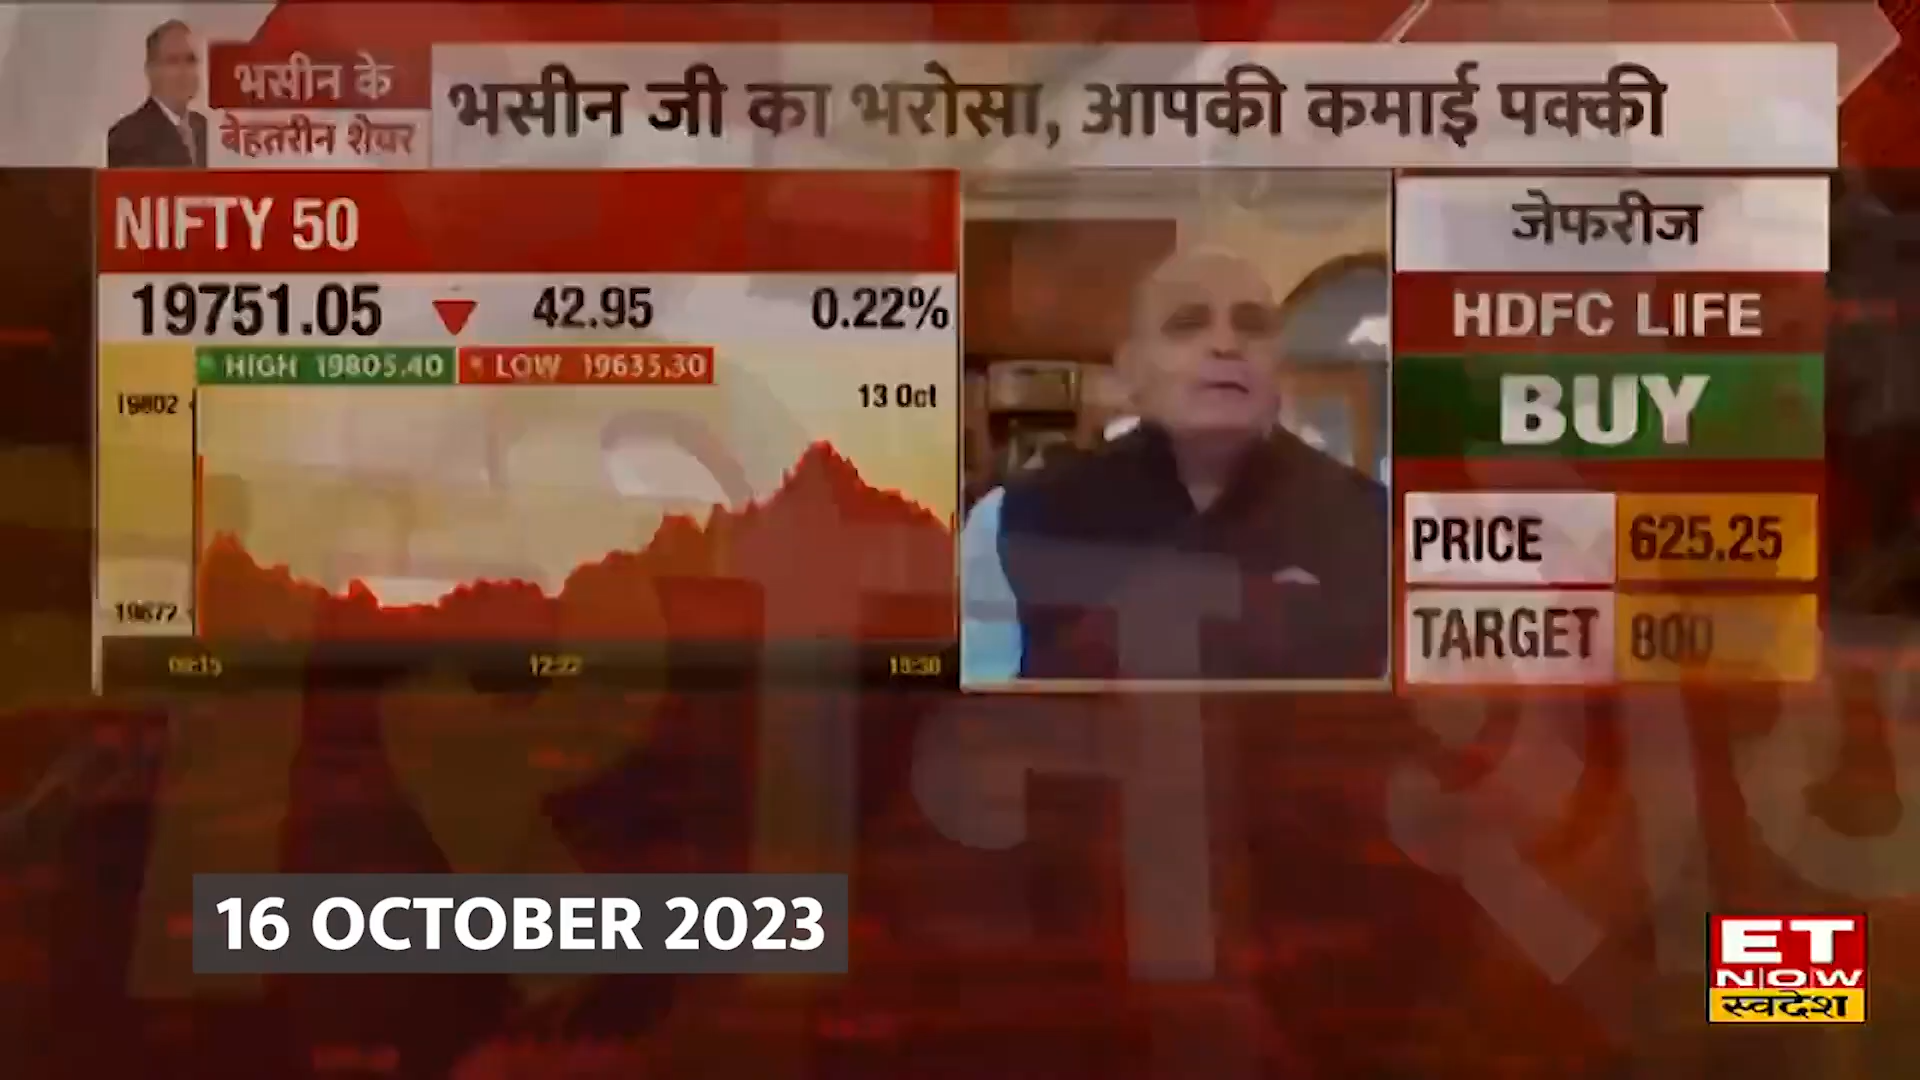 भसीन के
बेहतरीन शेयर
भसीन जी का भरोसा, आपकी कमाई पक्की
NIFTY 50
19751.05 42.95 0.22%
HIGH 19805.40 LOW 19635.30
13 Oct
19802
19677
09:15 12:22 15:30
जेफरीज
HDFC LIFE
BUY
PRICE 625.25
TARGET 800
16 OCTOBER 2023
ET
NOW
स्वदेश